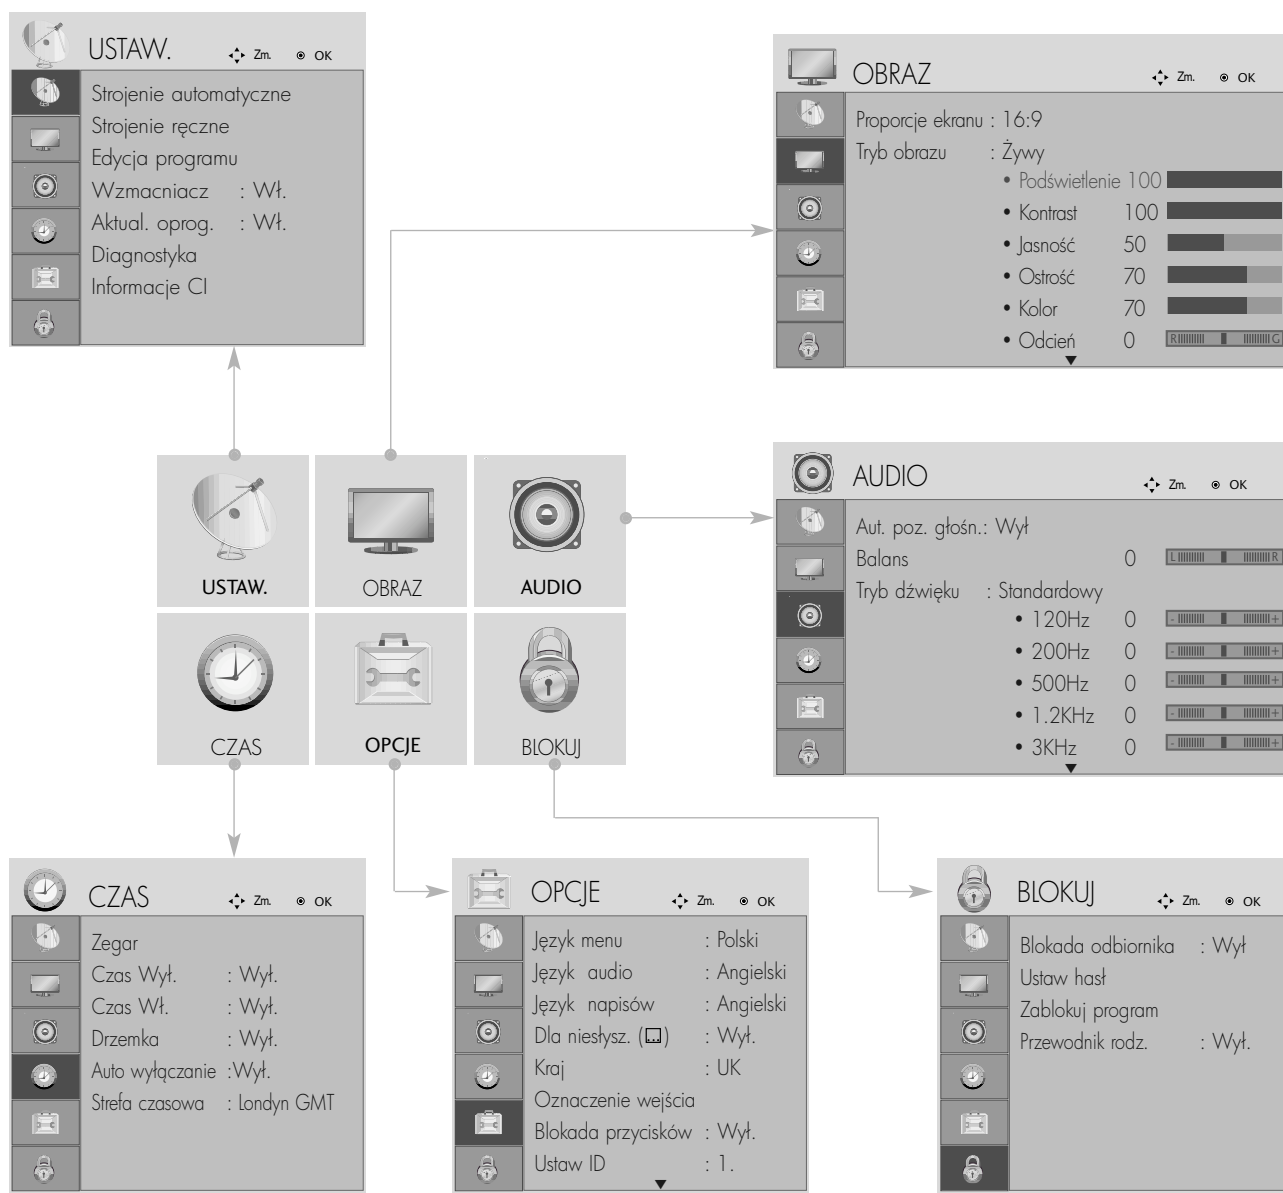 USTAW. Zm. OK
Strojenie automatyczne
Strojenie ręczne
Edycja programu
Wzmacniacz : Wł.
Aktual. oprog. : Wł.
Diagnostyka
Informacje CI
OBRAZ Zm. OK
Proporcje ekranu : 16:9
Tryb obrazu : Żywy
• Podświetlenie 100
• Kontrast 100
• Jasność 50
• Ostrość 70
• Kolor 70
• Odcień 0 R G
USTAW.
OBRAZ
AUDIO
CZAS
OPCJE
BLOKUJ
AUDIO Zm. OK
Aut. poz. głośn.: Wył
Balans 0 L R
Tryb dźwięku : Standardowy
• 120Hz 0 - +
• 200Hz 0 - +
• 500Hz 0 - +
• 1.2KHz 0 - +
• 3KHz 0 - +
CZAS Zm. OK
Zegar
Czas Wył. : Wył.
Czas Wł. : Wył.
Drzemka : Wył.
Auto wyłączanie :Wył.
Strefa czasowa : Londyn GMT
OPCJE Zm. OK
Język menu : Polski
Język audio : Angielski
Język napisów : Angielski
Dla niesłysz. ( ) : Wył.
Kraj : UK
Oznaczenie wejścia
Blokada przycisków : Wył.
Ustaw ID : 1.
BLOKUJ Zm. OK
Blokada odbiornika : Wył
Ustaw hasł
Zablokuj program
Przewodnik rodz. : Wył.